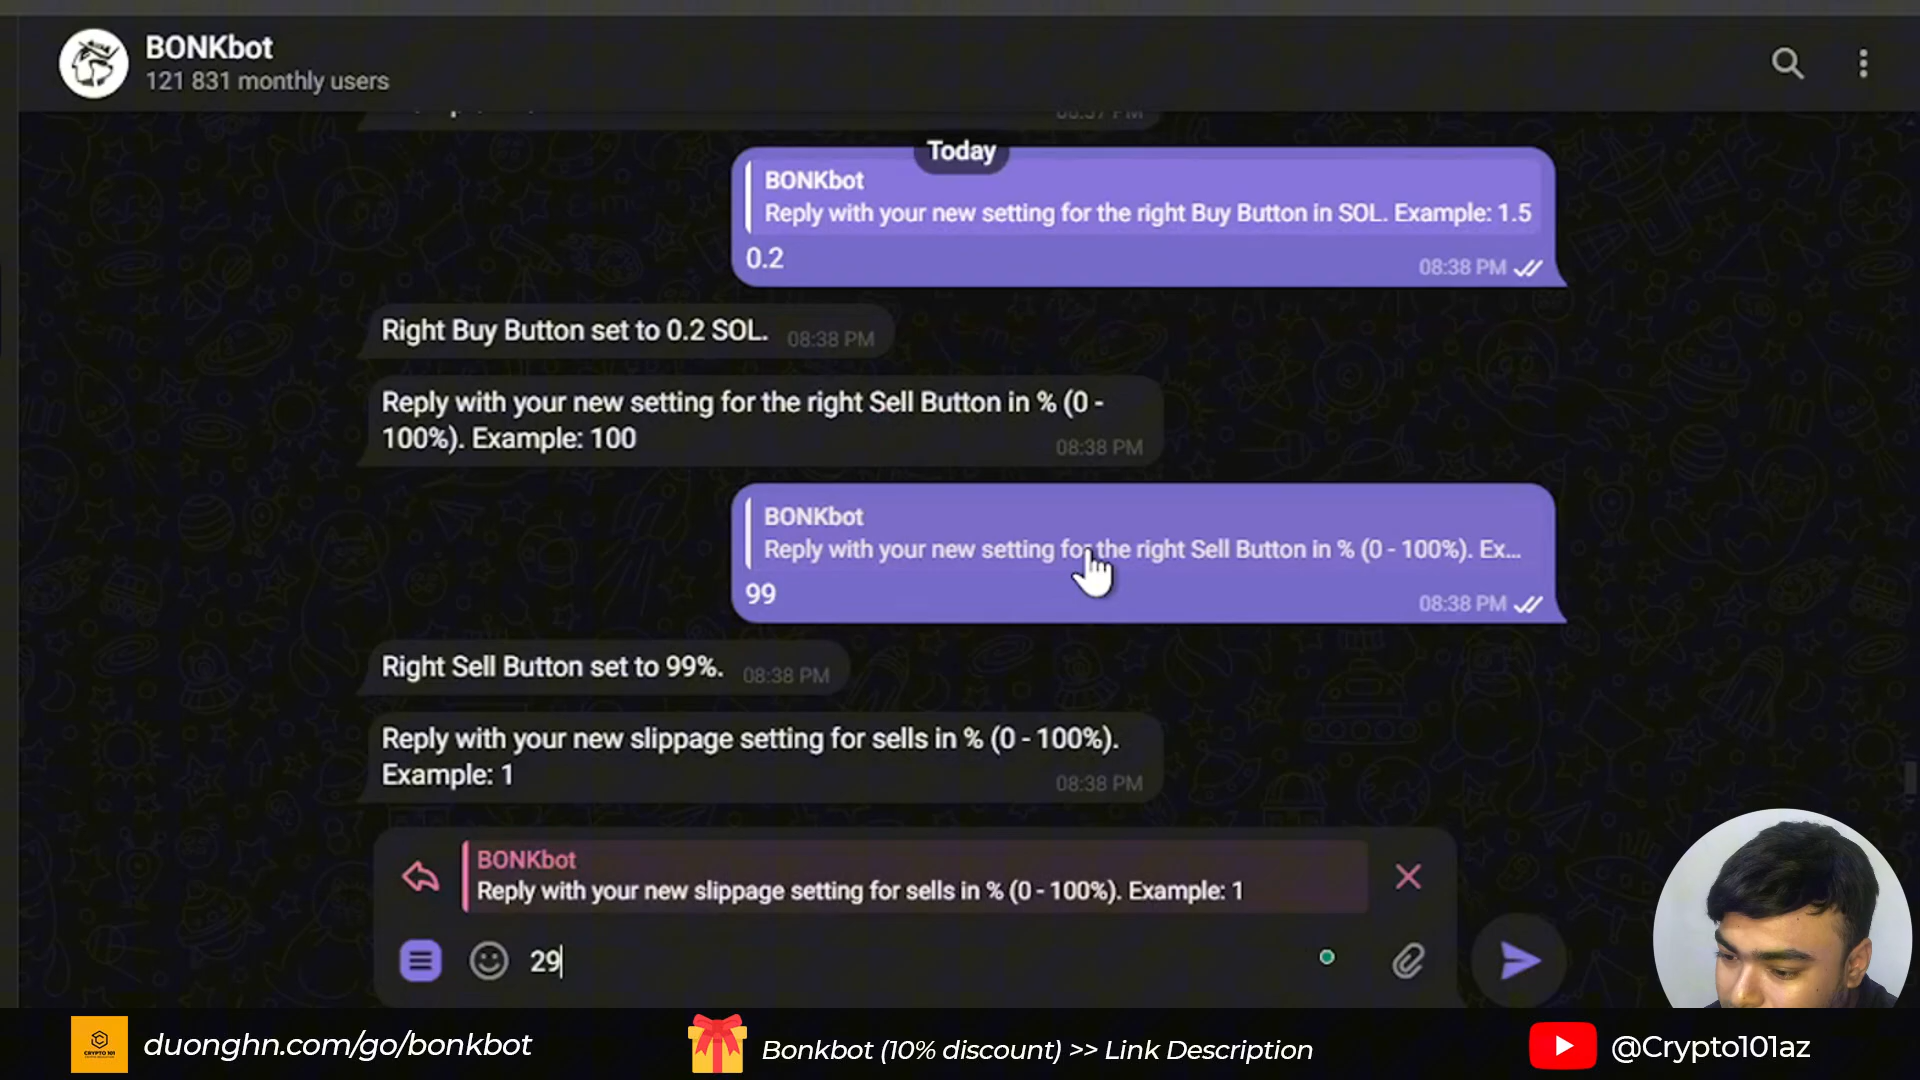 BONKbot
121 831 monthly users
08:37 PM
Today
BONKbot
Reply with your new setting for the right Buy Button in SOL. Example: 1.5
0.2
08:38 PM
Right Buy Button set to 0.2 SOL. 08:38 PM
Reply with your new setting for the right Sell Button in % (0 -
100%). Example: 100
08:38 PM
BONKbot
Reply with your new setting for the right Sell Button in % (0 - 100%). Ex...
99
08:38 PM
Right Sell Button set to 99%. 08:38 PM
Reply with your new slippage setting for sells in % (0 - 100%).
Example: 1
08:38 PM
BONKbot
Reply with your new slippage setting for sells in % (0 - 100%). Example: 1
29
CRYPTO 101
duonghn.com/go/bonkbot
Bonkbot (10% discount) >> Link Description
@Crypto101az